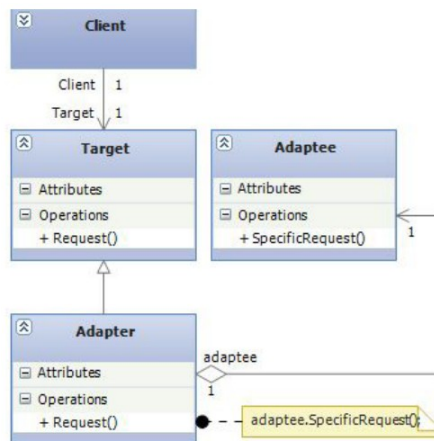 Client
Client 1
Target 1
Target
Attributes
Operations
+ Request()
Adaptee
Attributes
Operations
+ SpecificRequest()
1
Adapter
Attributes
Operations
+ Request()
adaptee
1
adaptee.SpecificRequest();